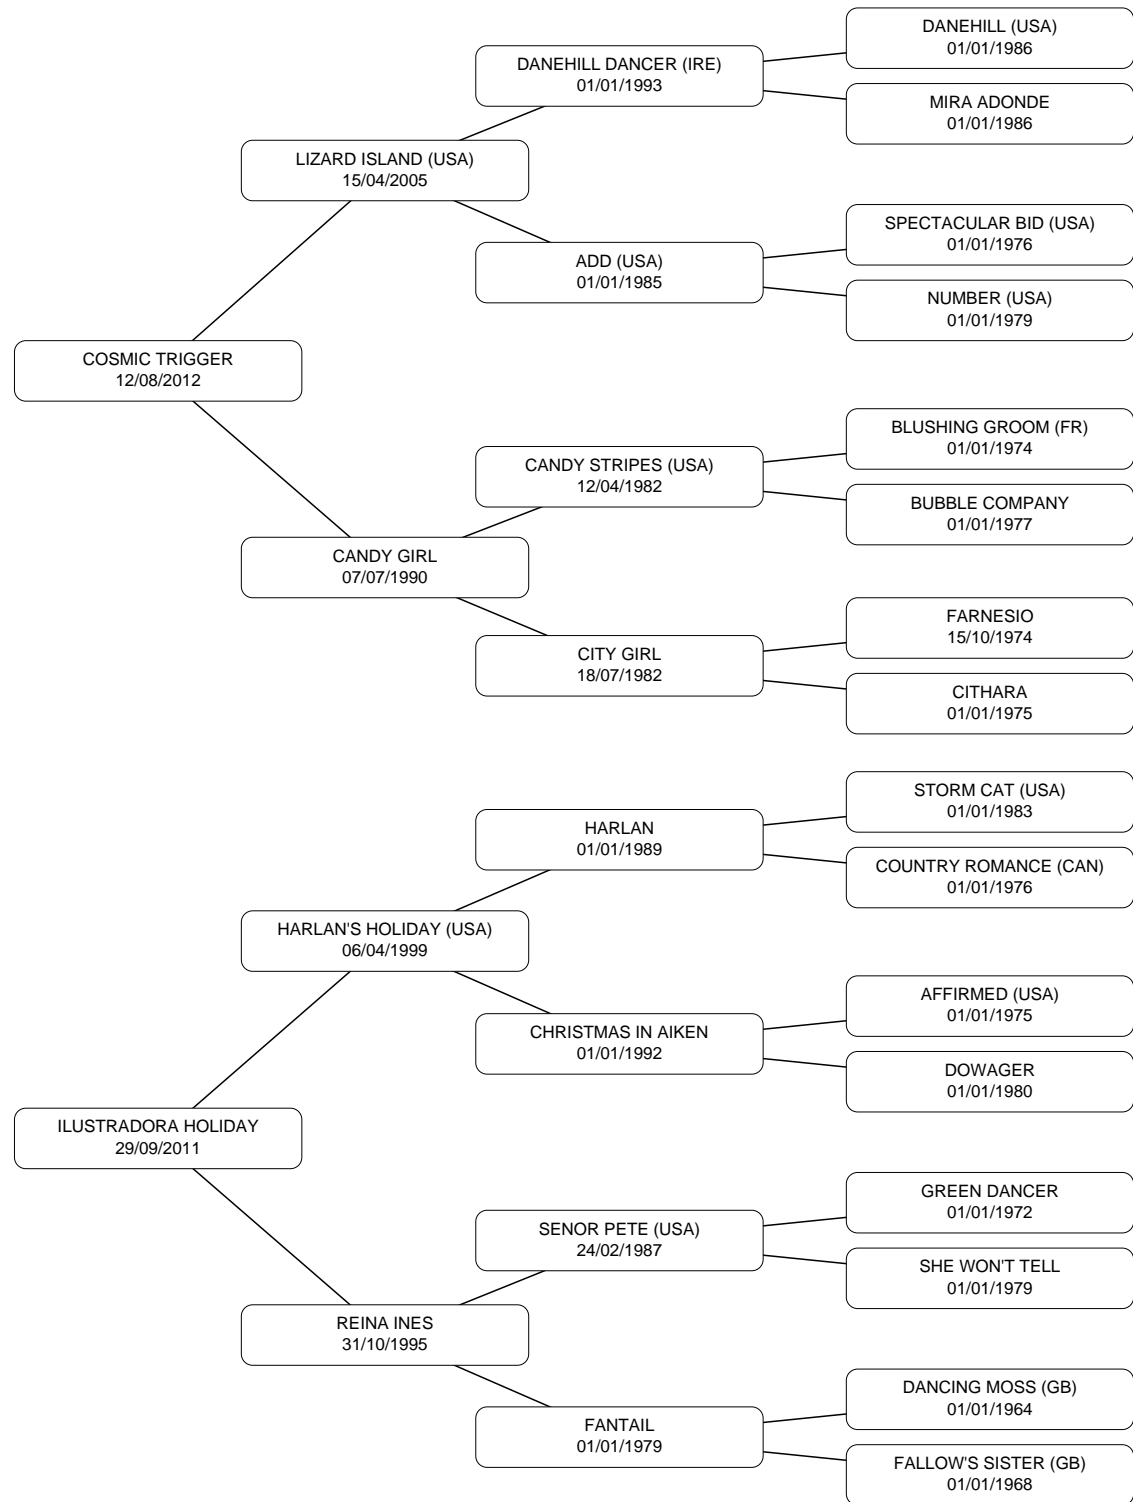 DANEHILL (USA)
01/01/1986
DANEHILL DANCER (IRE)
01/01/1993
MIRA ADONDE
01/01/1986
LIZARD ISLAND (USA)
15/04/2005
SPECTACULAR BID (USA)
01/01/1976
ADD (USA)
01/01/1985
NUMBER (USA)
01/01/1979
COSMIC TRIGGER
12/08/2012
BLUSHING GROOM (FR)
01/01/1974
CANDY STRIPES (USA)
12/04/1982
BUBBLE COMPANY
01/01/1977
CANDY GIRL
07/07/1990
FARNESIO
15/10/1974
CITY GIRL
18/07/1982
CITHARA
01/01/1975
STORM CAT (USA)
01/01/1983
HARLAN
01/01/1989
COUNTRY ROMANCE (CAN)
01/01/1976
HARLAN'S HOLIDAY (USA)
06/04/1999
AFFIRMED (USA)
01/01/1975
CHRISTMAS IN AIKEN
01/01/1992
DOWAGER
01/01/1980
ILUSTRADORA HOLIDAY
29/09/2011
GREEN DANCER
01/01/1972
SENOR PETE (USA)
24/02/1987
SHE WON'T TELL
01/01/1979
REINA INES
31/10/1995
DANCING MOSS (GB)
01/01/1964
FANTAIL
01/01/1979
FALLOW'S SISTER (GB)
01/01/1968